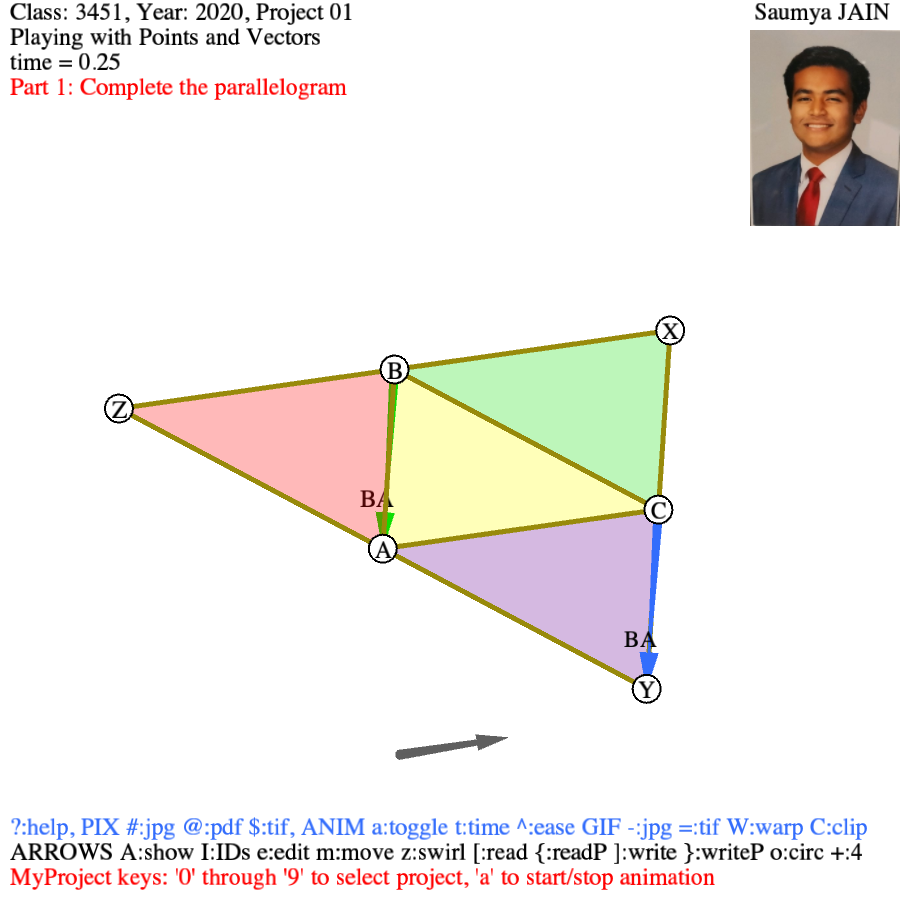 Class: 3451, Year: 2020, Project 01
Saumya JAIN
Playing with Points and Vectors
time = 0.25
Part 1: Complete the parallelogram
X
B
Z
BA
C
A
BA
Y
?:help, PIX #:jpg @:pdf $:tif, ANIM a:toggle t:time ^:ease GIF -:jpg =:tif W:warp C:clip
ARROWS A:show I:IDs e:edit m:move z:swirl [:read {:readP ]:write }:writeP o:circ +:4
MyProject keys: '0' through '9' to select project, 'a' to start/stop animation